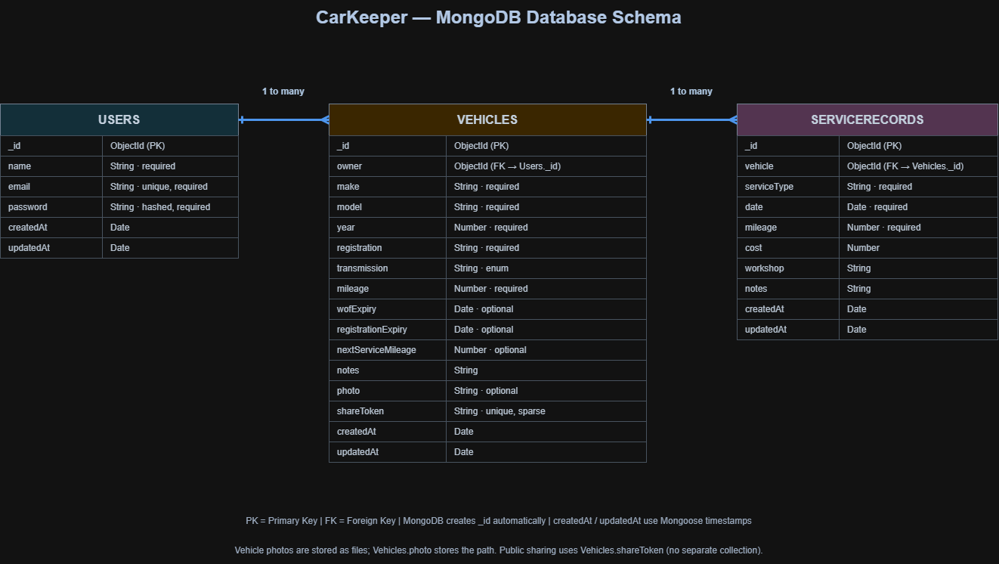 CarKeeper — MongoDB Database Schema
1 to many
1 to many
USERS
_id ObjectId (PK)
name String · required
email String · unique, required
password String · hashed, required
createdAt Date
updatedAt Date
VEHICLES
_id ObjectId (PK)
owner ObjectId (FK → Users._id)
make String · required
model String · required
year Number · required
registration String · required
transmission String · enum
mileage Number · required
wofExpiry Date · optional
registrationExpiry Date · optional
nextServiceMileage Number · optional
notes String
photo String · optional
shareToken String · unique, sparse
createdAt Date
updatedAt Date
SERVICERECORDS
_id ObjectId (PK)
vehicle ObjectId (FK → Vehicles._id)
serviceType String · required
date Date · required
mileage Number · required
cost Number
workshop String
notes String
createdAt Date
updatedAt Date
PK = Primary Key | FK = Foreign Key | MongoDB creates _id automatically | createdAt / updatedAt use Mongoose timestamps
Vehicle photos are stored as files; Vehicles.photo stores the path. Public sharing uses Vehicles.shareToken (no separate collection).